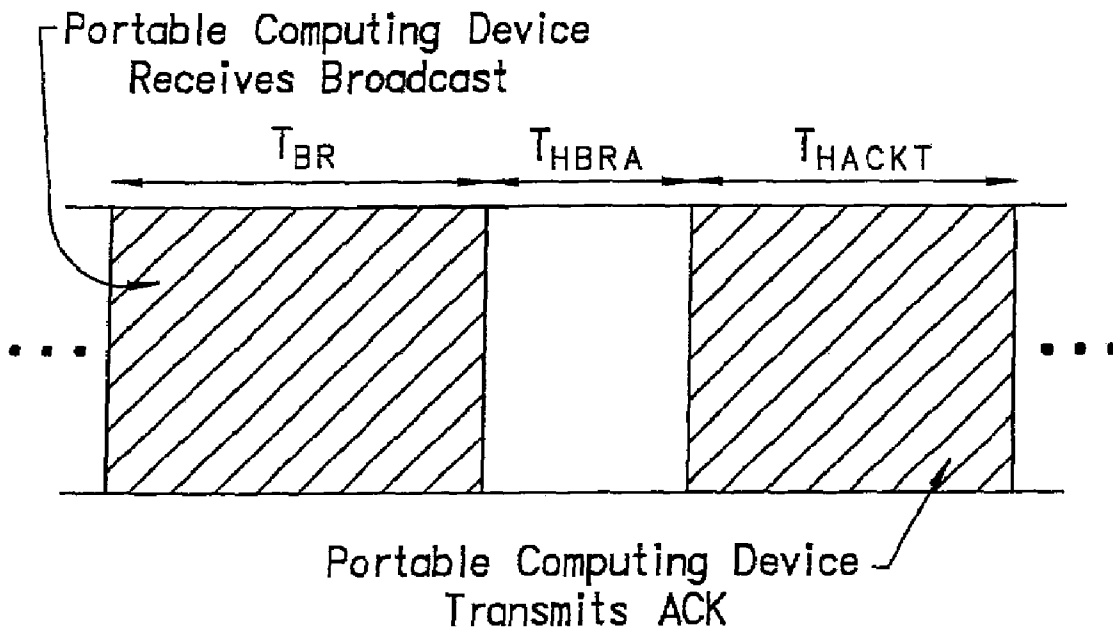 Portable Computing Device
Receives Broadcast
T_BR T_HBRA T_HACKT
Portable Computing Device
Transmits ACK